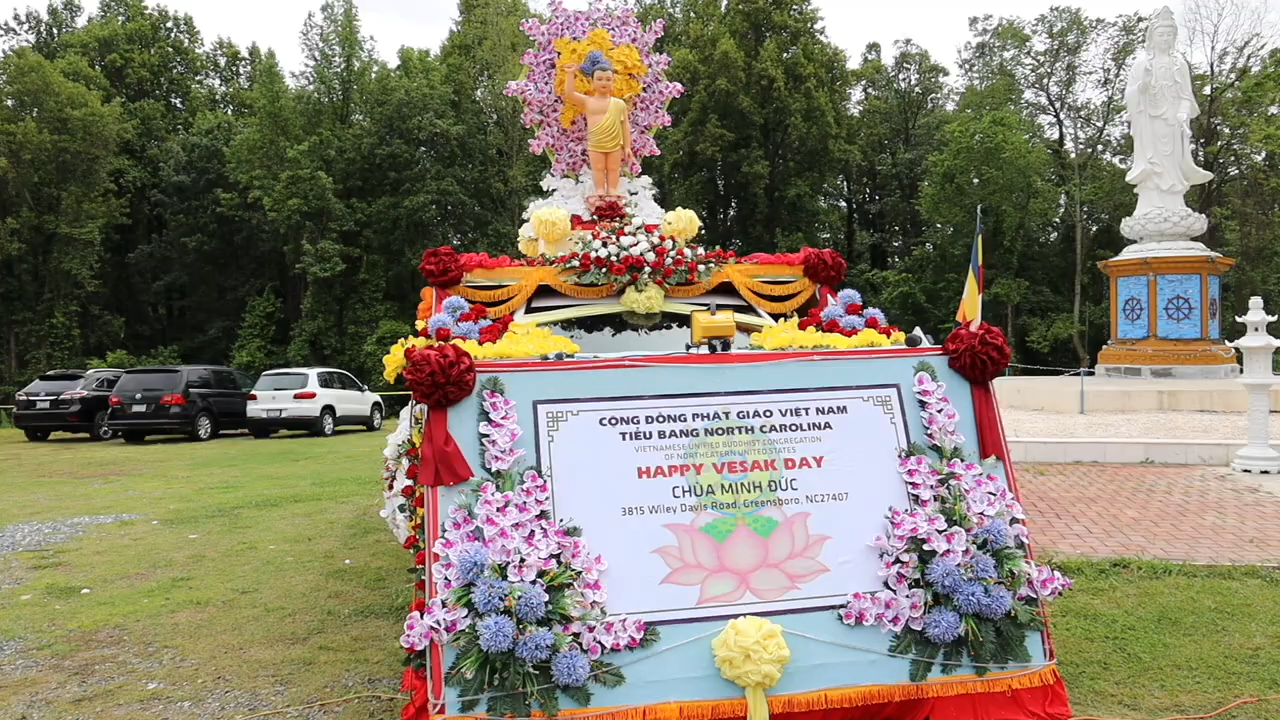 CỘNG ĐỒNG PHẬT GIÁO VIỆT NAM
TIỂU BANG NORTH CAROLINA
VIETNAMESE UNIFIED BUDDHIST CONGREGATION
OF NORTHEATERN UNITED STATES
HAPPY VESAK DAY
CHÙA MINH ĐỨC
3815 Wiley Davis Road, Greensboro, NC27407